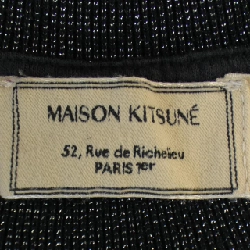 MAISON KITSUNÉ
52, Rue de Richelieu
PARIS 1er